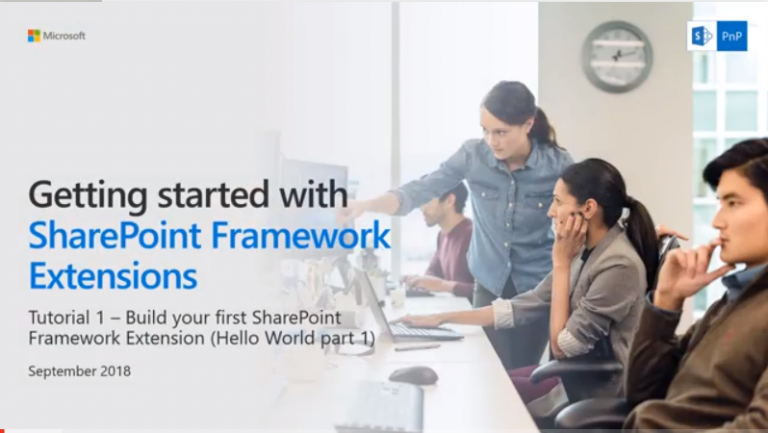 Microsoft
S
PnP
Getting started with
SharePoint Framework
Extensions
Tutorial 1 – Build your first SharePoint
Framework Extension (Hello World part 1)
September 2018